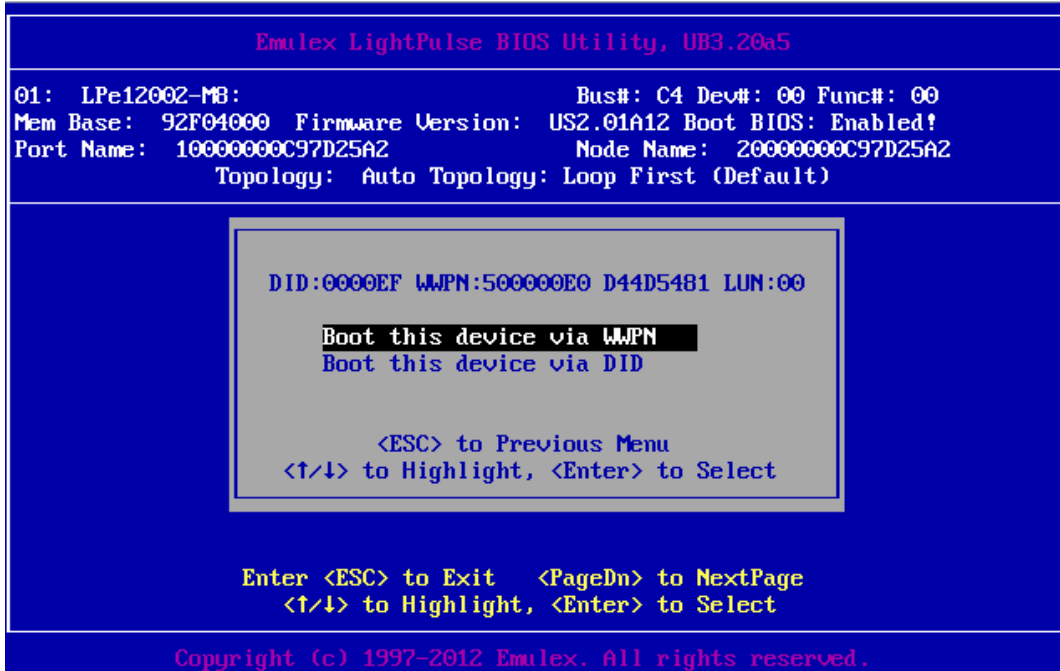 Emulex LightPulse BIOS Utility, UB3.20a5
01: LPe12002-M8: Bus#: C4 Dev#: 00 Func#: 00
Mem Base: 92F04000 Firmware Version: US2.01A12 Boot BIOS: Enabled!
Port Name: 10000000C97D25A2 Node Name: 20000000C97D25A2
Topology: Auto Topology: Loop First (Default)
DID:0000EF WWPN:500000E0 D44D5481 LUN:00
Boot this device via WWPN
Boot this device via DID
<ESC> to Previous Menu
<↑/↓> to Highlight, <Enter> to Select
Enter <ESC> to Exit <PageDn> to NextPage
<↑/↓> to Highlight, <Enter> to Select
Copyright (c) 1997-2012 Emulex. All rights reserved.